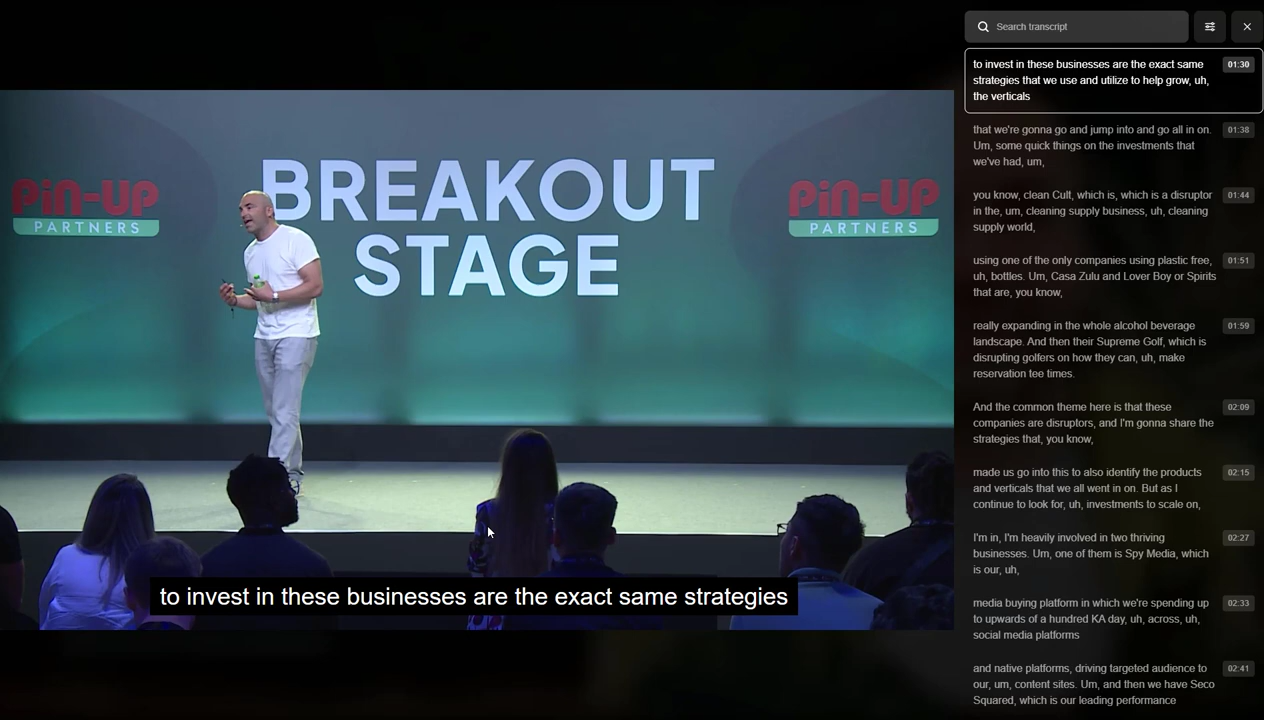 BREAKOUT
STAGE
PiN-UP
PARTNERS
PiN-UP
PARTNERS
to invest in these businesses are the exact same strategies
Search transcript
to invest in these businesses are the exact same
01:30
strategies that we use and utilize to help grow, uh,
the verticals
that we're gonna go and jump into and go all in on.
01:38
Um, some quick things on the investments that
we've had, um,
you know, clean Cult, which is, which is a disruptor
01:44
in the, um, cleaning supply business, uh, cleaning
supply world,
using one of the only companies using plastic free,
01:51
uh, bottles. Um, Casa Zulu and Lover Boy or Spirits
that are, you know,
really expanding in the whole alcohol beverage
01:59
landscape. And then their Supreme Golf, which is
disrupting golfers on how they can, uh, make
reservation tee times.
And the common theme here is that these
02:09
companies are disruptors, and I'm gonna share the
strategies that, you know,
made us go into this to also identify the products
02:15
and verticals that we all went in on. But as I
continue to look for, uh, investments to scale on,
I'm in, I'm heavily involved in two thriving
02:27
businesses. Um, one of them is Spy Media, which
is our, uh,
media buying platform in which we're spending up
02:33
to upwards of a hundred KA day, uh, across, uh,
social media platforms
and native platforms, driving targeted audience to
02:41
our, um, content sites. Um, and then we have Seco
Squared, which is our leading performance